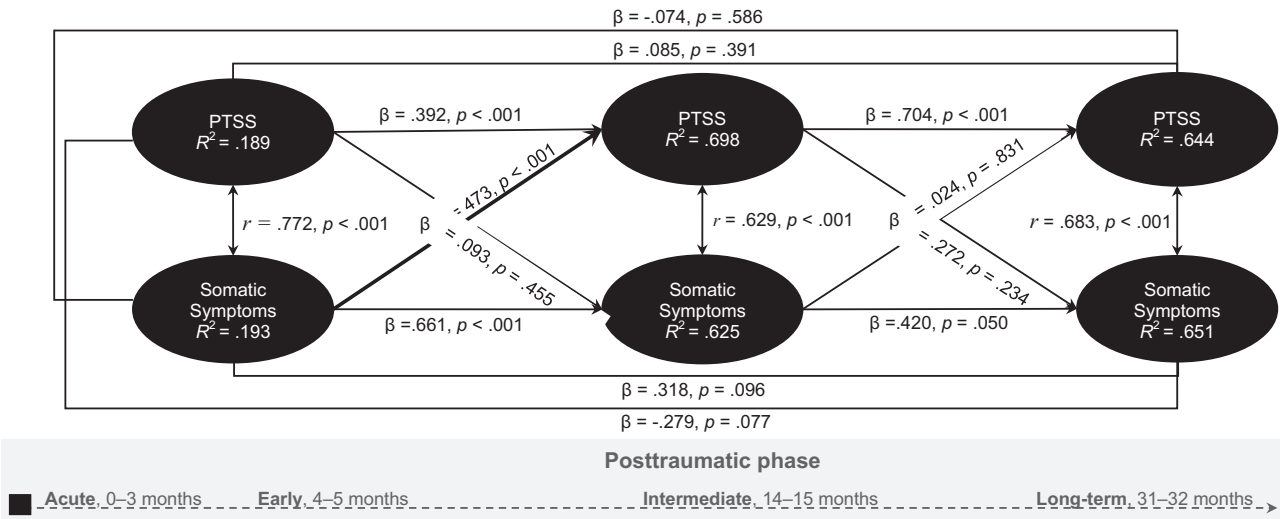 β = -.074, p = .586
β = .085, p = .391
PTSS
R² = .189
β = .392, p < .001
PTSS
R² = .698
β = .704, p < .001
PTSS
R² = .644
= .473, p < .001
= .024, p = .831
r = .772, p < .001
β
r = .629, p < .001
β
r = .683, p < .001
= .093, p = .455
= .272, p = .234
Somatic
Symptoms
R² = .193
β =.661, p < .001
Somatic
Symptoms
R² = .625
β =.420, p = .050
Somatic
Symptoms
R² = .651
β = .318, p = .096
β = -.279, p = .077
Posttraumatic phase
Acute, 0–3 months Early, 4–5 months Intermediate, 14–15 months Long-term, 31–32 months